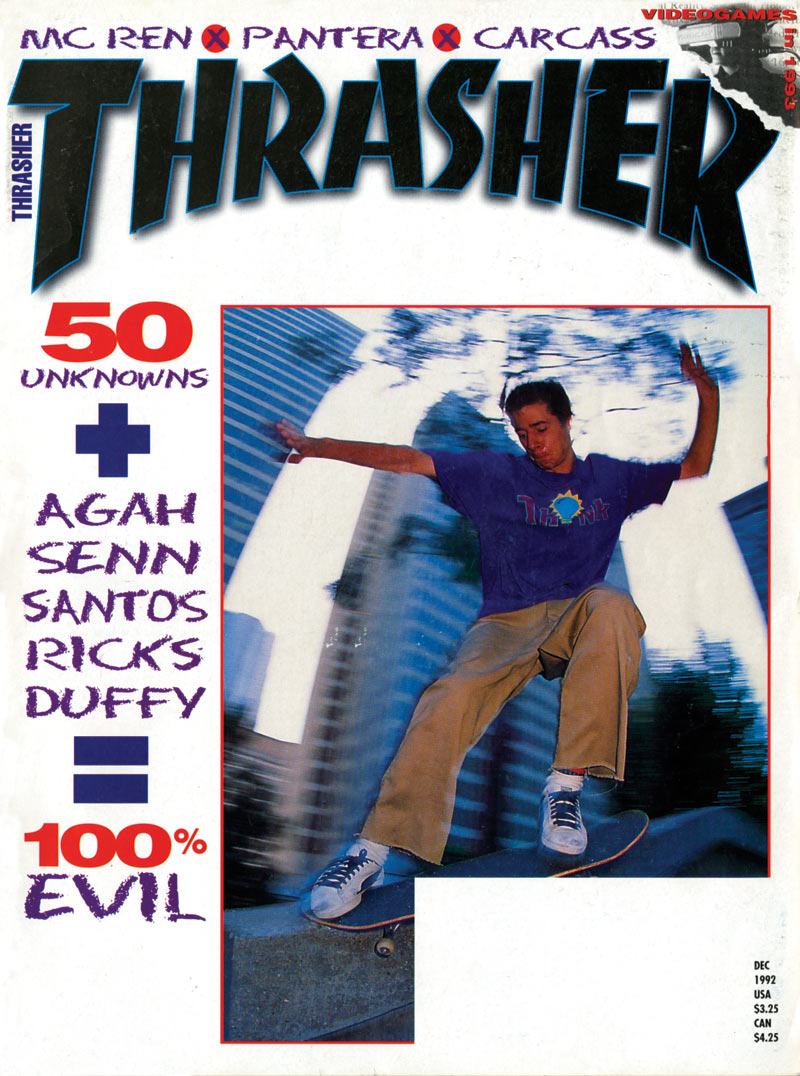 MC REN X PANTERA X CARCASS
VIDEOGAMES
in 1993
THRASHER
THRASHER
50
UNKNOWNS
+
AGAH
SENN
SANTOS
RICKS
DUFFY
=
100%
EVIL
THINK
DEC
1992
USA
$3.25
CAN
$4.25